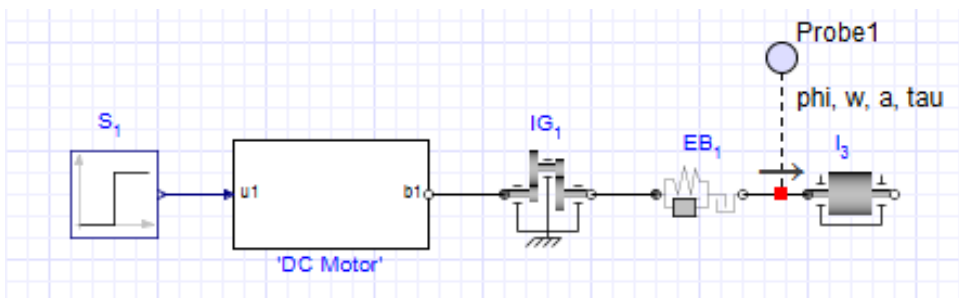 Probe1
phi, w, a, tau
S1
IG1
EB1
I3
u1
b1
'DC Motor'